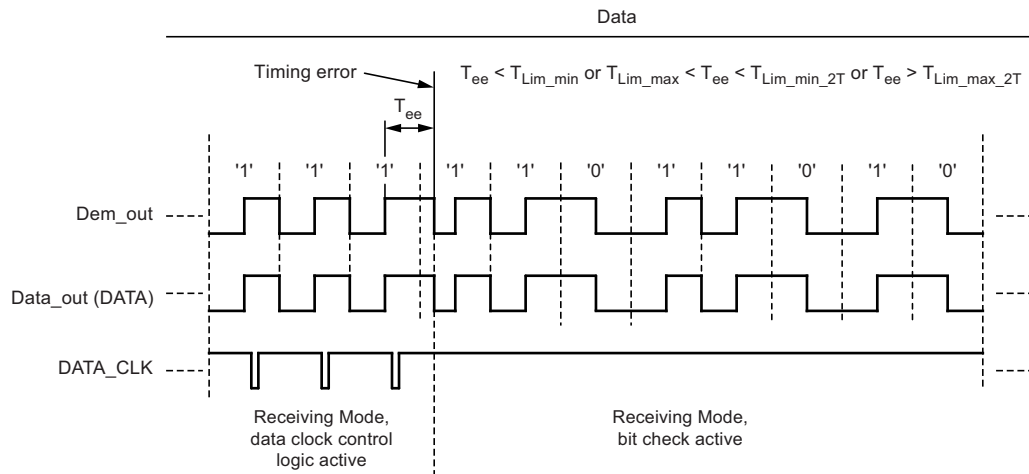 Data
Timing error
T_ee < T_Lim_min or T_Lim_max < T_ee < T_Lim_min_2T or T_ee > T_Lim_max_2T
T_ee
'1' '1' '1' '1' '1' '0' '1' '1' '0' '1' '0'
Dem_out
Data_out (DATA)
DATA_CLK
Receiving Mode,
data clock control
logic active
Receiving Mode,
bit check active